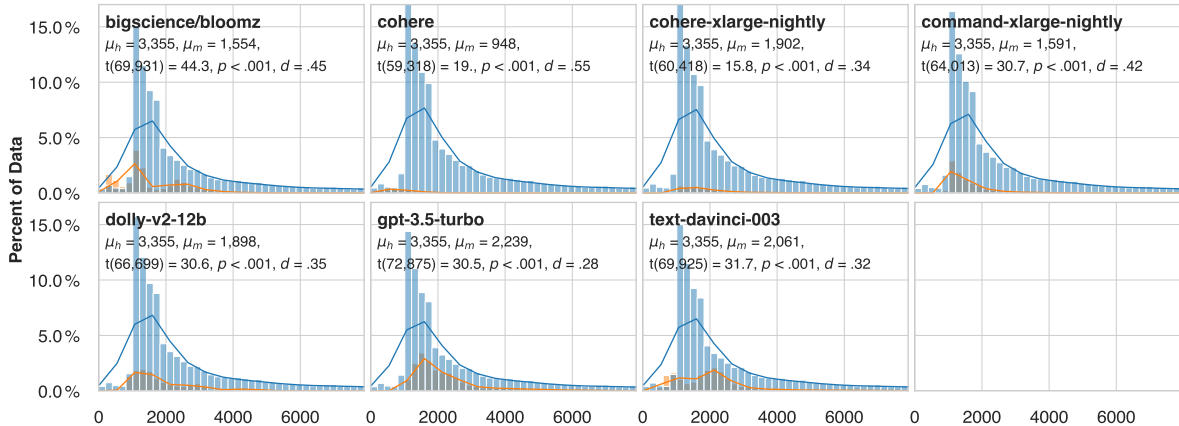 bigscience/bloomz
μh = 3,355, μm = 1,554,
t(69,931) = 44.3, p < .001, d = .45
cohere
μh = 3,355, μm = 948,
t(59,318) = 19., p < .001, d = .55
cohere-xlarge-nightly
μh = 3,355, μm = 1,902,
t(60,418) = 15.8, p < .001, d = .34
command-xlarge-nightly
μh = 3,355, μm = 1,591,
t(64,013) = 30.7, p < .001, d = .42
15.0 %
10.0 %
5.0 %
0.0 %
Percent of Data
dolly-v2-12b
μh = 3,355, μm = 1,898,
t(66,699) = 30.6, p < .001, d = .35
gpt-3.5-turbo
μh = 3,355, μm = 2,239,
t(72,875) = 30.5, p < .001, d = .28
text-davinci-003
μh = 3,355, μm = 2,061,
t(69,925) = 31.7, p < .001, d = .32
15.0 %
10.0 %
5.0 %
0.0 %
0 2000 4000 6000
0 2000 4000 6000
0 2000 4000 6000
0 2000 4000 6000